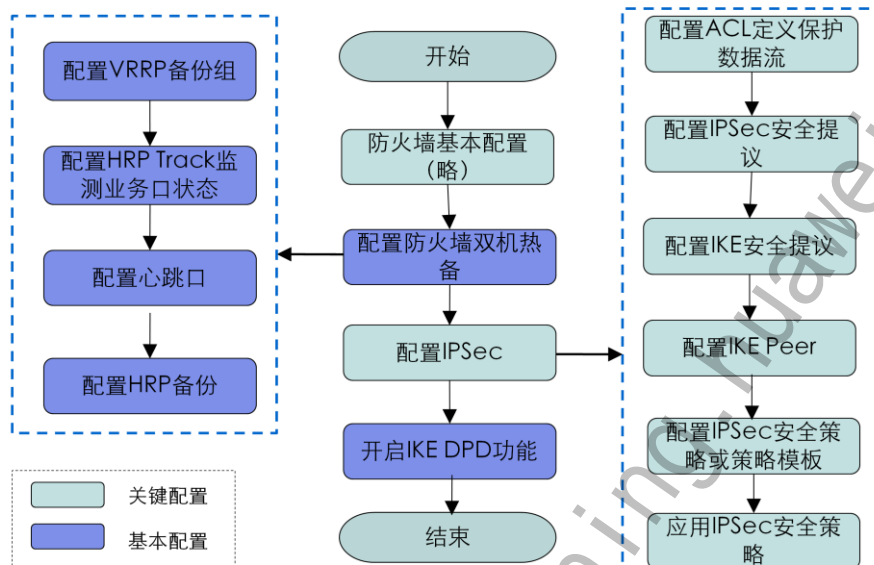 配置VRRP备份组
配置HRP Track监
测业务口状态
配置心跳口
配置HRP备份
关键配置
基本配置
开始
防火墙基本配置
（略）
配置防火墙双机热
备
配置IPSec
开启IKE DPD功能
结束
配置ACL定义保护
数据流
配置IPSec安全提
议
配置IKE安全提议
配置IKE Peer
配置IPSec安全策
略或策略模板
应用IPSec安全策
略
ing.huawei